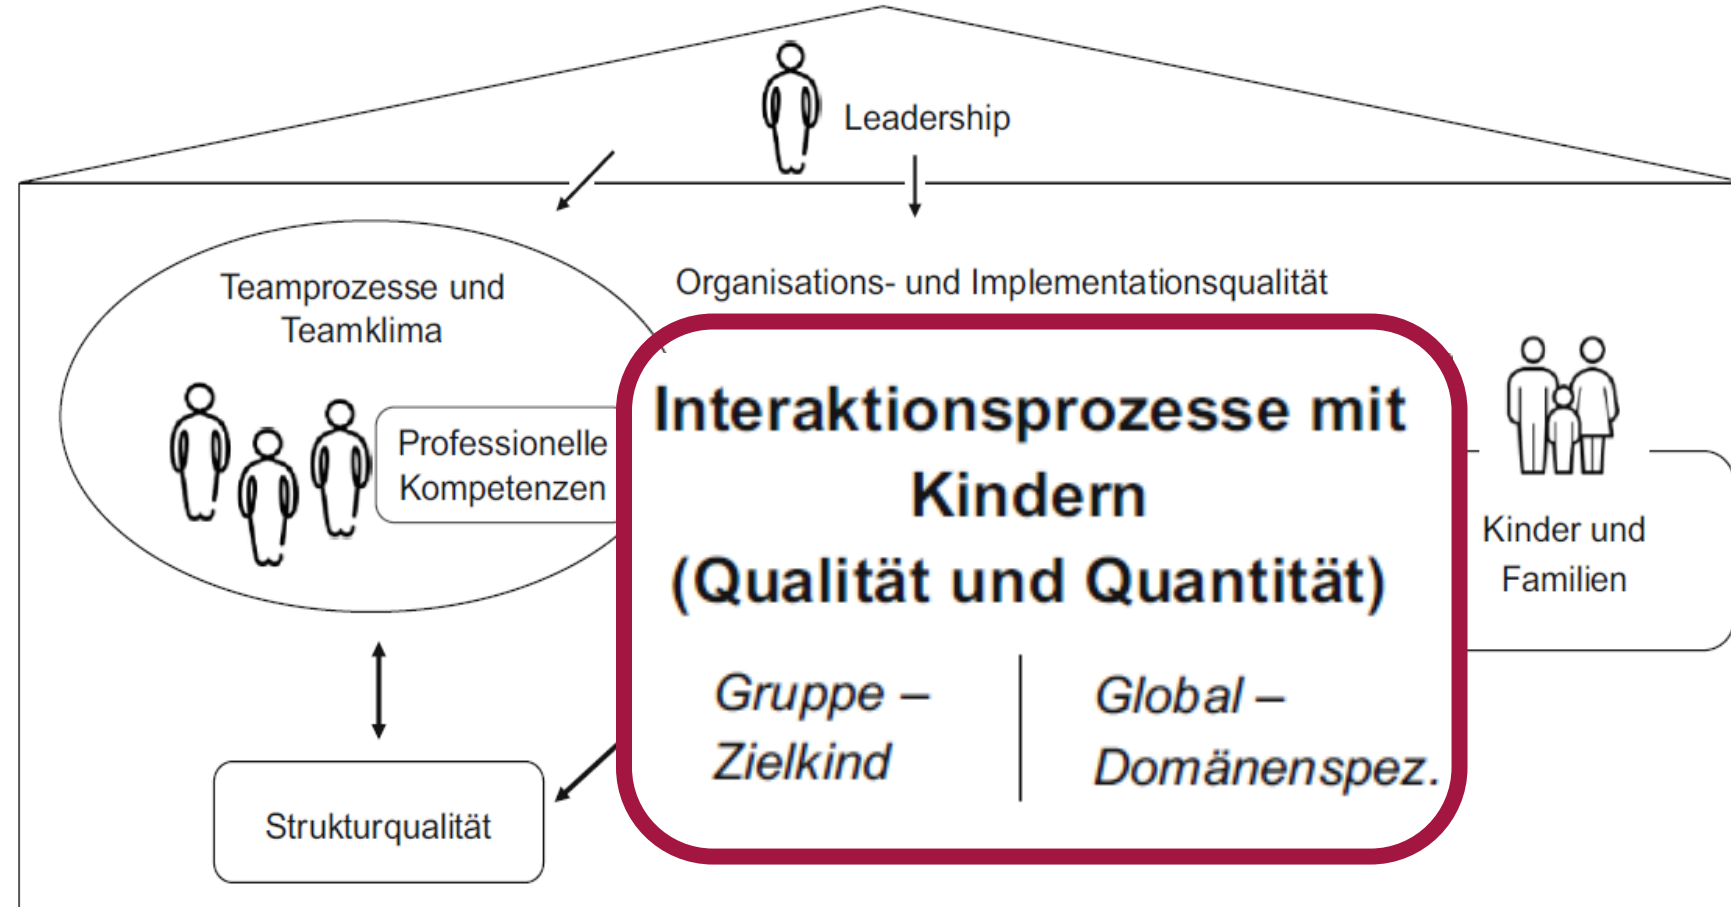 Leadership
Teamprozesse und
Teamklima
Organisations- und Implementationsqualität
Professionelle
Kompetenzen
Interaktionsprozesse mit
Kindern
(Qualität und Quantität)
Gruppe –
Zielkind
Global –
Domänenspez.
Kinder und
Familien
Strukturqualität